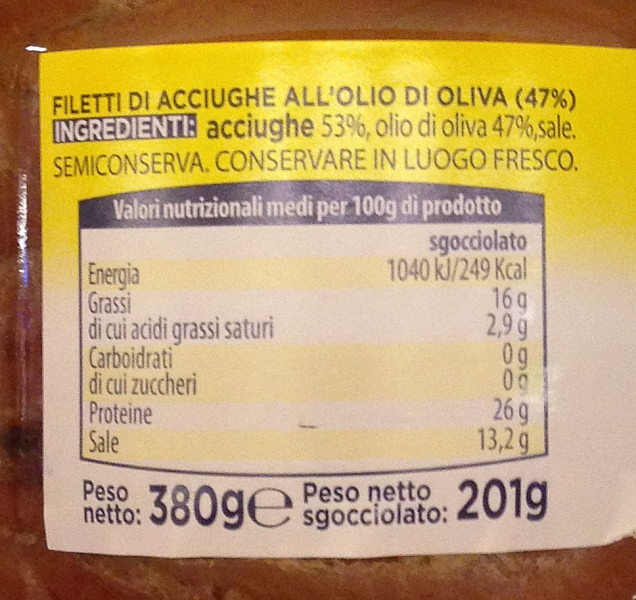 FILETTI DI ACCIUGHE ALL'OLIO DI OLIVA (47%)
INGREDIENTI: acciughe 53%, olio di oliva 47%,sale.
SEMICONSERVA. CONSERVARE IN LUOGO FRESCO.
Valori nutrizionali medi per 100g di prodotto
sgocciolato
Energia 1040 kJ/249 Kcal
Grassi 16 g
di cui acidi grassi saturi 2,9 g
Carboidrati 0 g
di cui zuccheri 0 g
Proteine 26 g
Sale 13,2 g
Peso netto: 380g℮ Peso netto sgocciolato: 201g